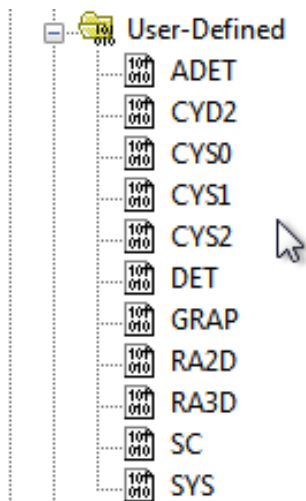 User-Defined
ADET
CYD2
CYS0
CYS1
CYS2
DET
GRAP
RA2D
RA3D
SC
SYS